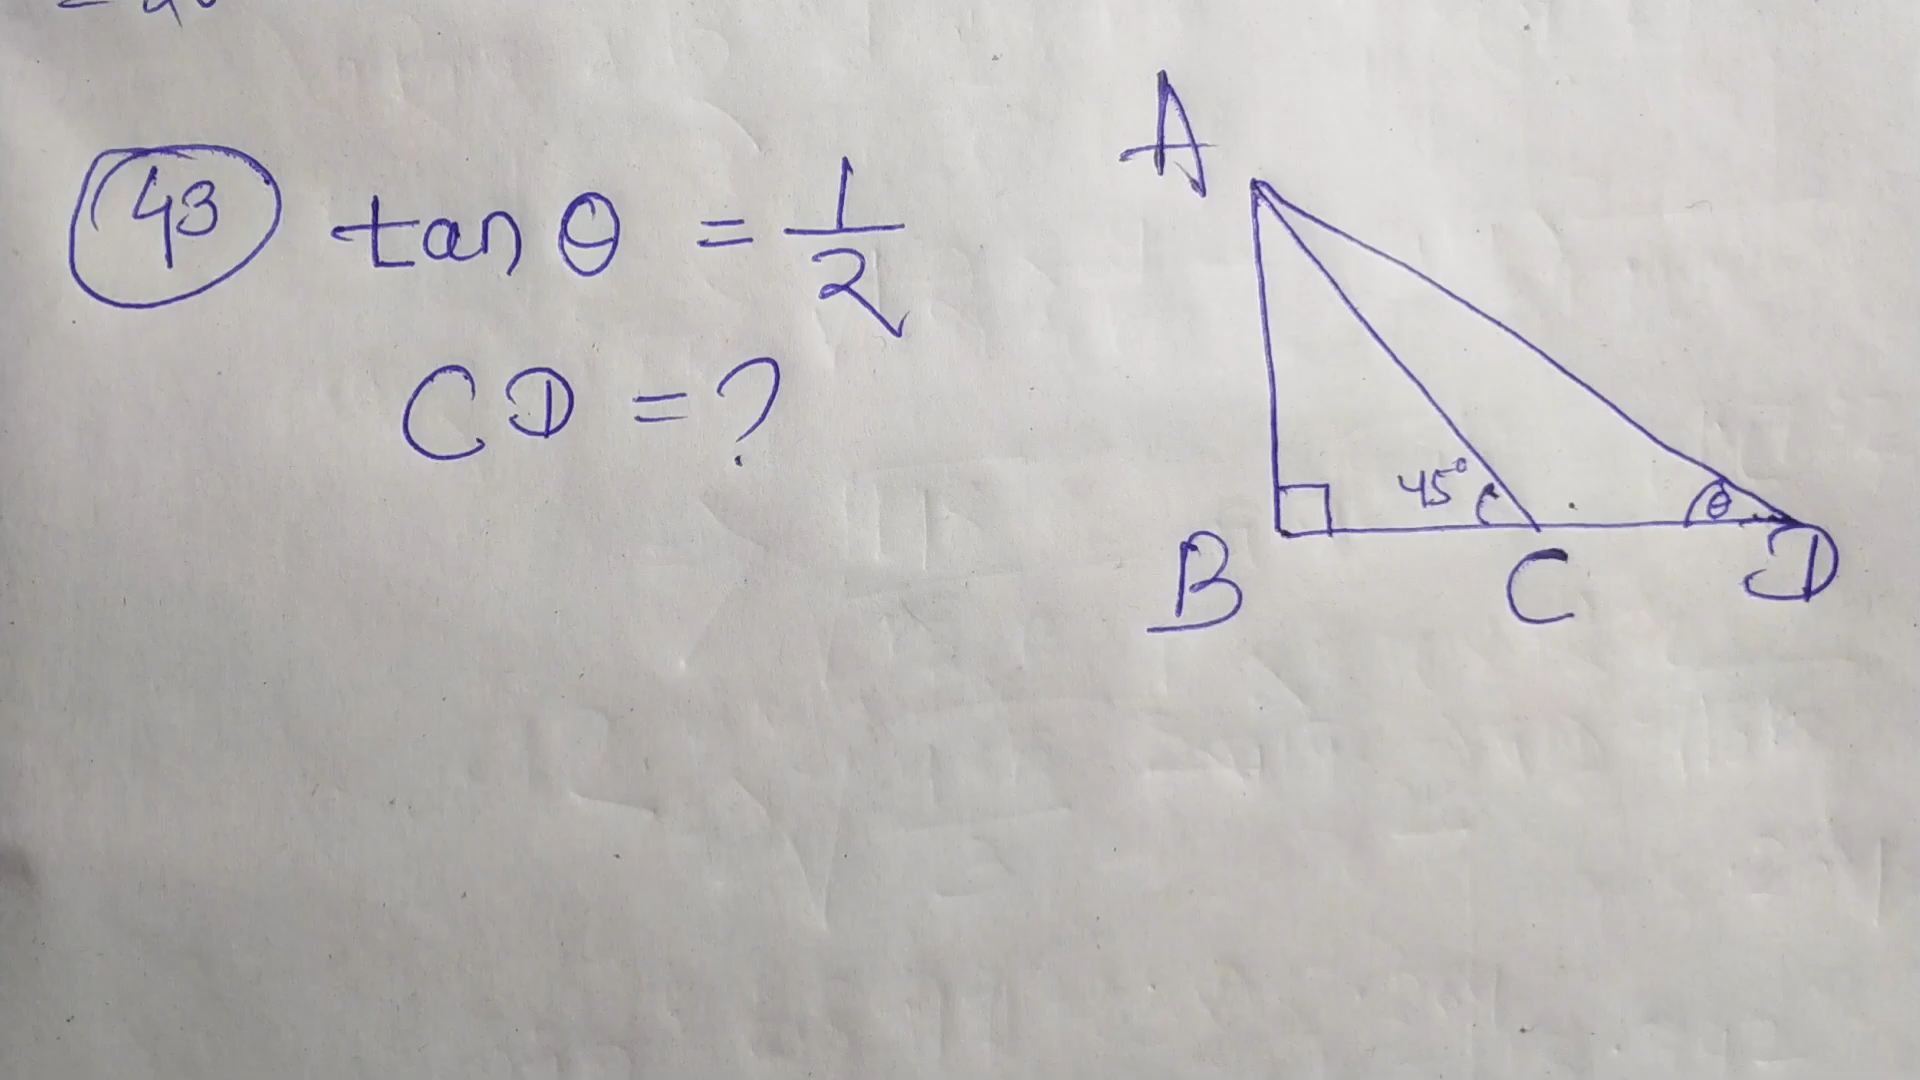 43 tan θ = 1/2
CD = ?
A
45° θ
B C D